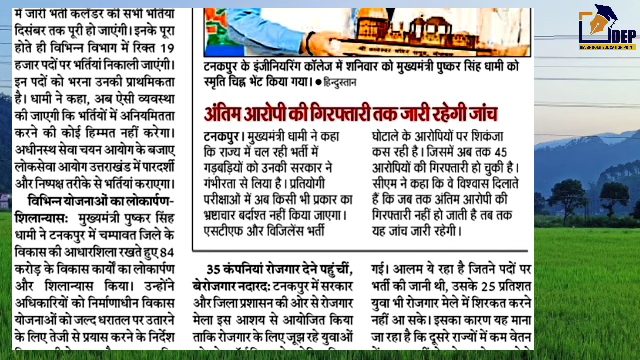 में जारी भर्ती कलेंडर की सभी भर्तियां
दिसंबर तक पूरी हो जाएंगी। इनके पूरा
होते ही विभिन्न विभाग में रिक्त 19
हजार पदों पर भर्तियां निकाली जाएंगी।
इन पदों को भरना उनकी प्राथमिकता
है। धामी ने कहा, अब ऐसी व्यवस्था
की जाएगी कि भर्तियों में अनियमितता
करने की कोई हिम्मत नहीं करेगा।
अधीनस्थ सेवा चयन आयोग के बजाए
लोकसेवा आयोग उत्तराखंड में पारदर्शी
और निष्पक्ष तरीके से भर्तियां कराएगा।
विभिन्न योजनाओं का लोकार्पण-
शिलान्यास: मुख्यमंत्री पुष्कर सिंह
धामी ने टनकपुर में चम्पावत जिले के
विकास की आधारशिला रखते हुए 84
करोड़ के विकास कार्यों का लोकार्पण
और शिलान्यास किया। उन्होंने
अधिकारियों को निर्माणाधीन विकास
योजनाओं को जल्द धरातल पर उतारने
के लिए तेजी से प्रयास करने के निर्देश
टनकपुर के इंजीनियरिंग कॉलेज में शनिवार को मुख्यमंत्री पुष्कर सिंह धामी को
स्मृति चिह्न भेंट किया गया। ● हिन्दुस्तान
अंतिम आरोपी की गिरफ्तारी तक जारी रहेगी जांच
टनकपुर। मुख्यमंत्री धामी ने कहा
कि राज्य में चल रही भर्ती में
गड़बड़ियों को उनकी सरकार ने
गंभीरता से लिया है। प्रतियोगी
परीक्षाओं में अब किसी भी प्रकार का
भ्रष्टाचार बर्दाश्त नहीं किया जाएगा।
एसटीएफ और विजिलेंस भर्ती
घोटाले के आरोपियों पर शिकंजा
कस रही है। जिसमें अब तक 45
आरोपियों की गिरफ्तारी हो चुकी है।
सीएम ने कहा कि वे विश्वास दिलाते
हैं कि जब तक अंतिम आरोपी की
गिरफ्तारी नहीं हो जाती है तब तक
यह जांच जारी रहेगी।
35 कंपनियां रोजगार देने पहुंचीं,
बेरोजगार नदारद: टनकपुर में सरकार
और जिला प्रशासन की ओर से रोजगार
मेला इस आशय से आयोजित किया
ताकि रोजगार के लिए जूझ रहे युवाओं
गई। आलम ये रहा है जितने पदों पर
भर्ती की जानी थी, उसके 25 प्रतिशत
युवा भी रोजगार मेले में शिरकत करने
नहीं आ सके। इसका कारण यह माना
जा रहा है कि दूसरे राज्यों में कम वेतन
DEP